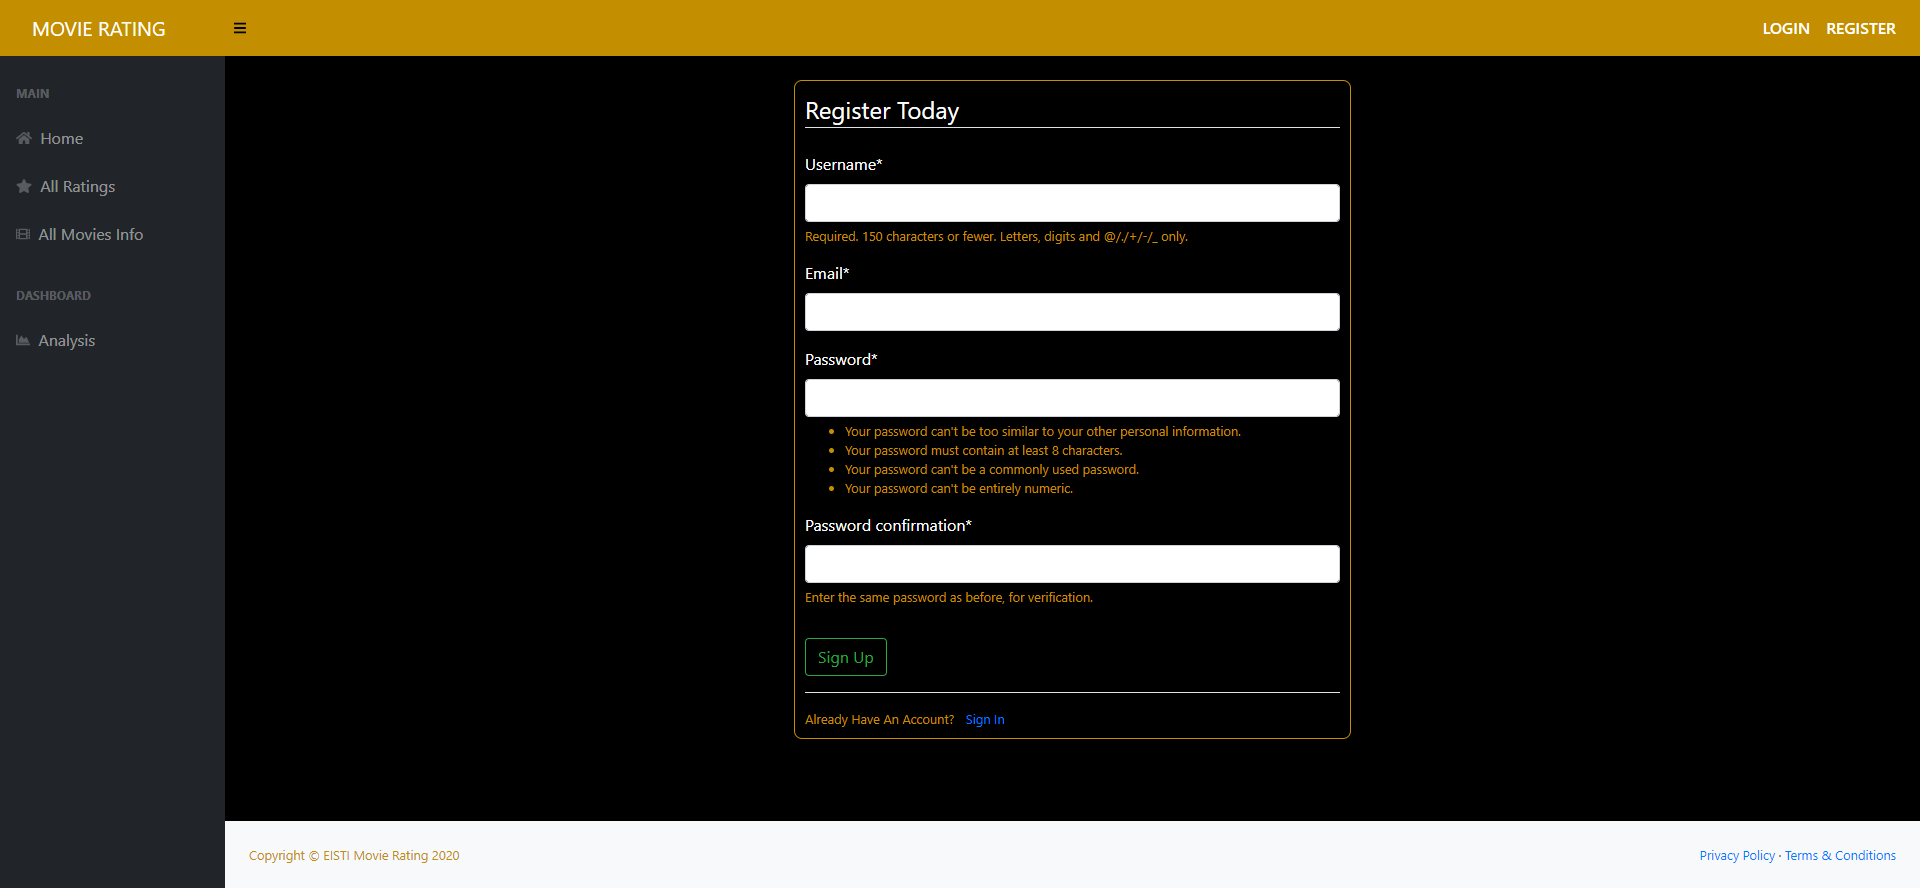 MOVIE RATING
LOGIN REGISTER
MAIN
Home
All Ratings
All Movies Info
DASHBOARD
Analysis
Register Today
Username*
Required. 150 characters or fewer. Letters, digits and @/./+/-/_ only.
Email*
Password*
• Your password can't be too similar to your other personal information.
• Your password must contain at least 8 characters.
• Your password can't be a commonly used password.
• Your password can't be entirely numeric.
Password confirmation*
Enter the same password as before, for verification.
Sign Up
Already Have An Account? Sign In
Copyright © EISTI Movie Rating 2020
Privacy Policy · Terms & Conditions